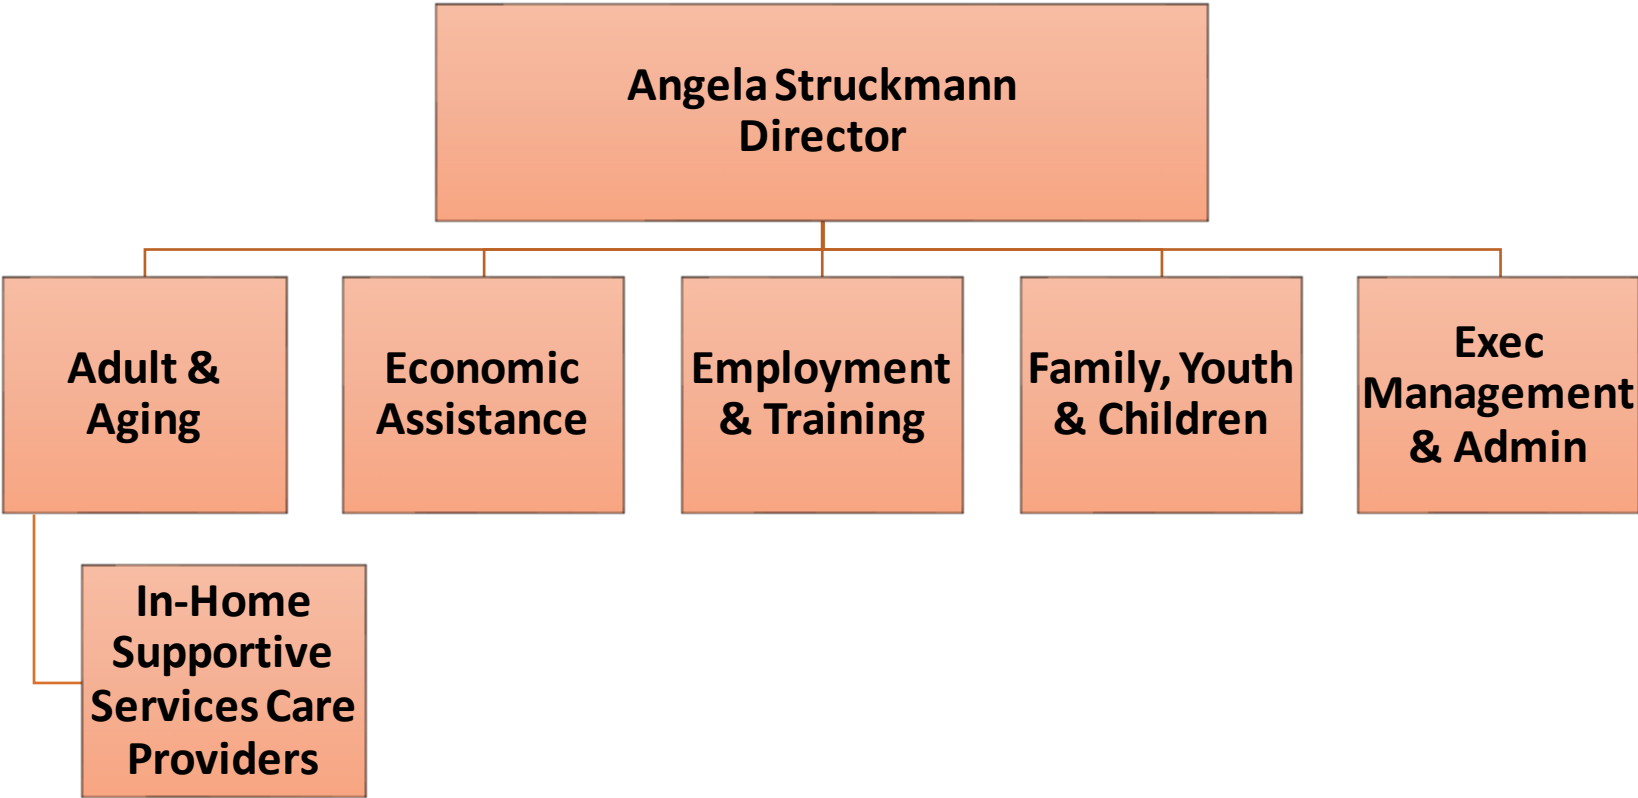 Angela Struckmann
Director
Adult &
Aging
Economic
Assistance
Employment
& Training
Family, Youth
& Children
Exec
Management
& Admin
In-Home
Supportive
Services Care
Providers